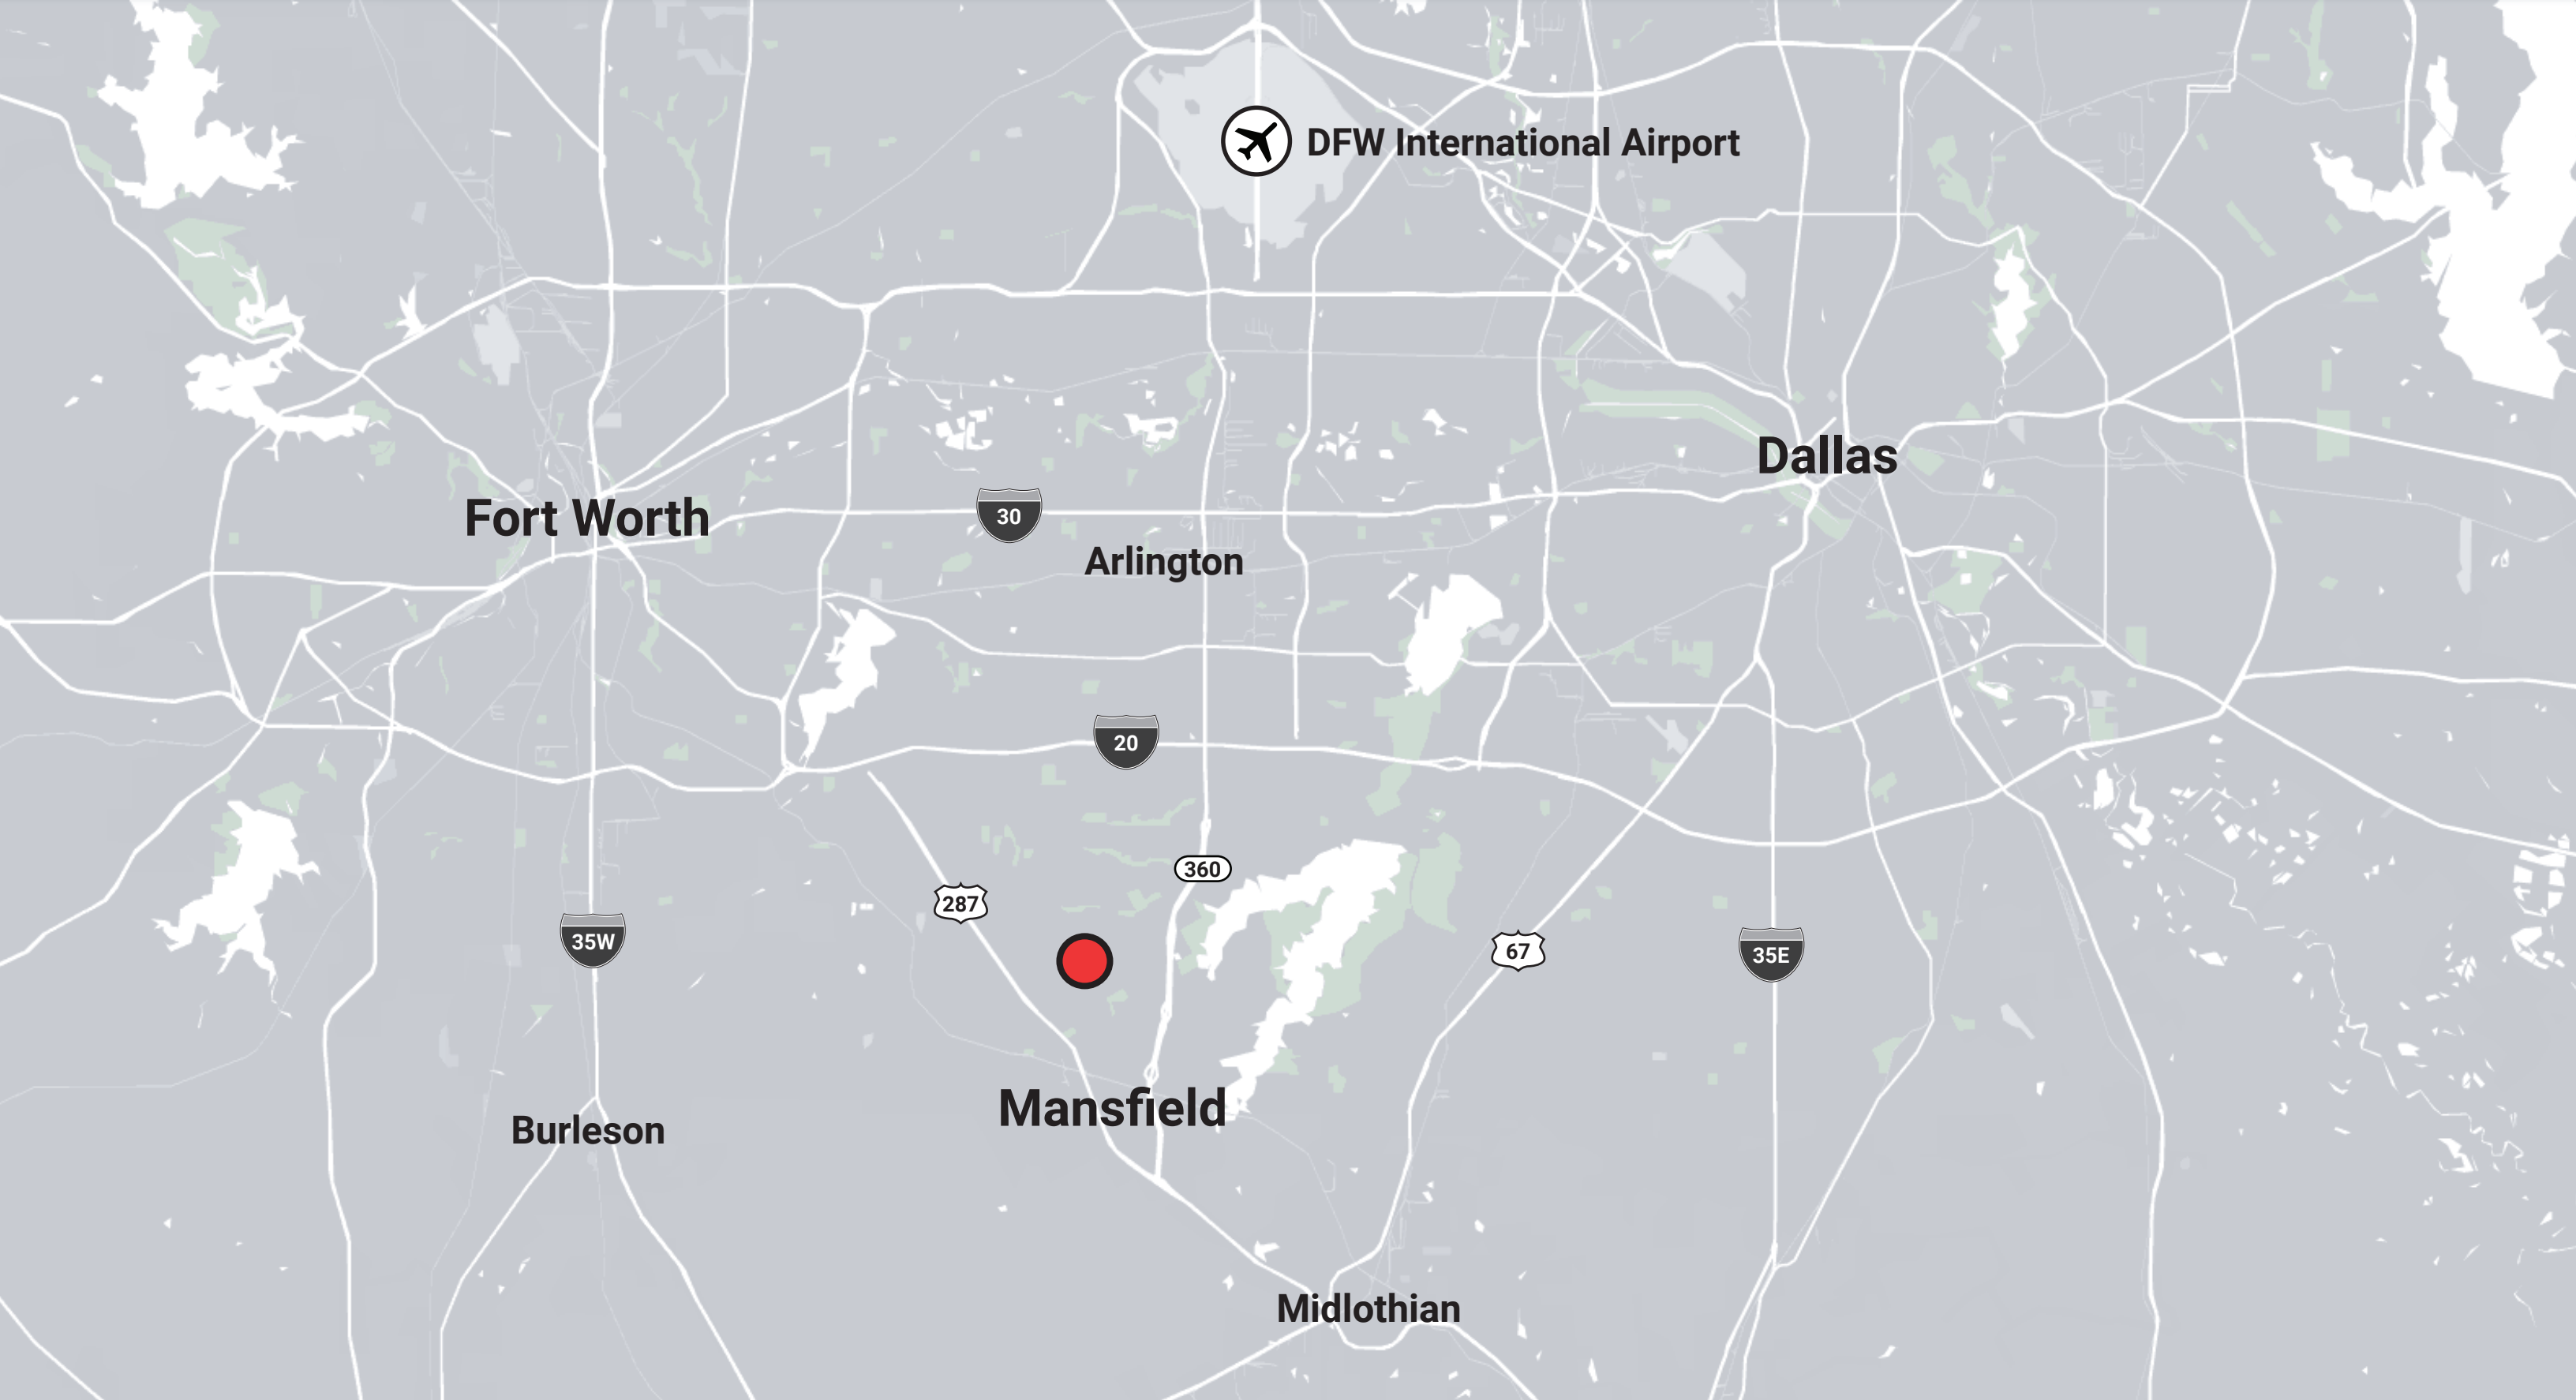 DFW International Airport
Dallas
Fort Worth
30
Arlington
20
360
287
35W
67
35E
Mansfield
Burleson
Midlothian